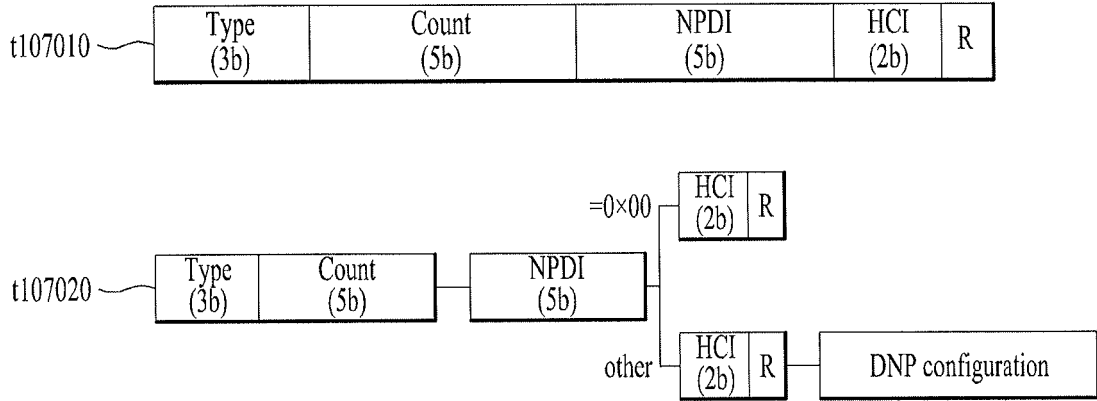 t107010
Type
(3b)
Count
(5b)
NPDI
(5b)
HCI
(2b)
R
t107020
Type
(3b)
Count
(5b)
NPDI
(5b)
=0×00
HCI
(2b)
R
other
HCI
(2b)
R
DNP configuration